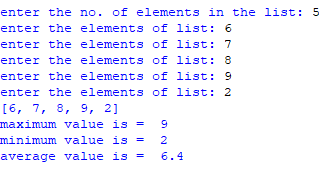 enter the no. of elements in the list: 5
enter the elements of list: 6
enter the elements of list: 7
enter the elements of list: 8
enter the elements of list: 9
enter the elements of list: 2
[6, 7, 8, 9, 2]
maximum value is =  9
minimum value is =  2
average value is =  6.4